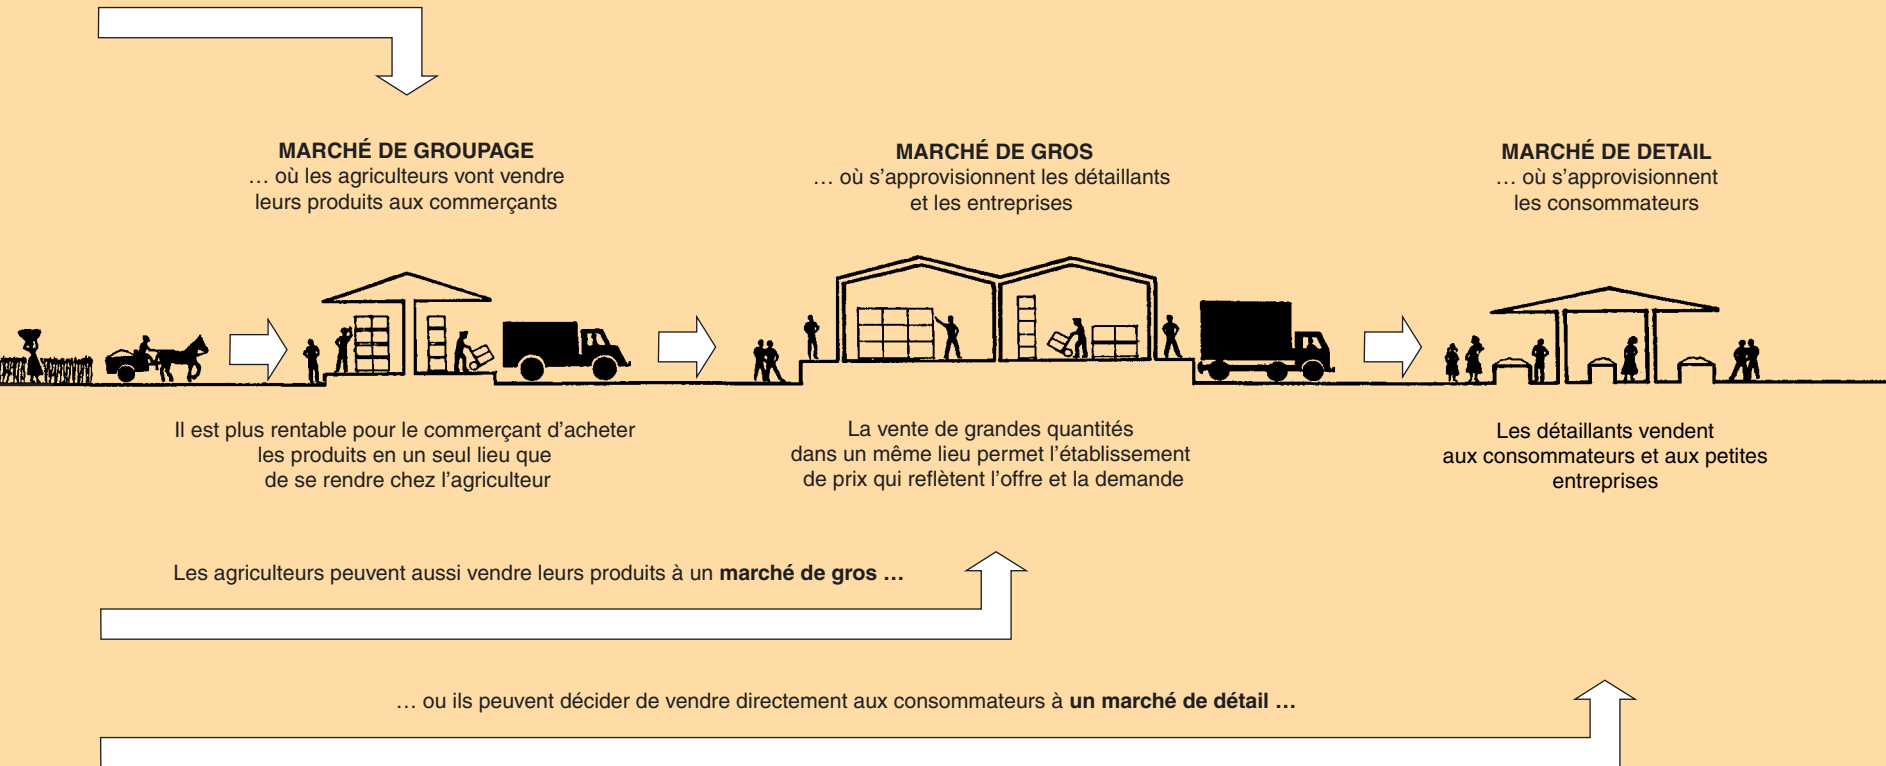 MARCHÉ DE GROUPAGE
… où les agriculteurs vont vendre
leurs produits aux commerçants
MARCHÉ DE GROS
… où s’approvisionnent les détaillants
et les entreprises
MARCHÉ DE DETAIL
… où s’approvisionnent
les consommateurs
Il est plus rentable pour le commerçant d’acheter
les produits en un seul lieu que
de se rendre chez l’agriculteur
La vente de grandes quantités
dans un même lieu permet l’établissement
de prix qui reflètent l’offre et la demande
Les détaillants vendent
aux consommateurs et aux petites
entreprises
Les agriculteurs peuvent aussi vendre leurs produits à un marché de gros …
… ou ils peuvent décider de vendre directement aux consommateurs à un marché de détail …